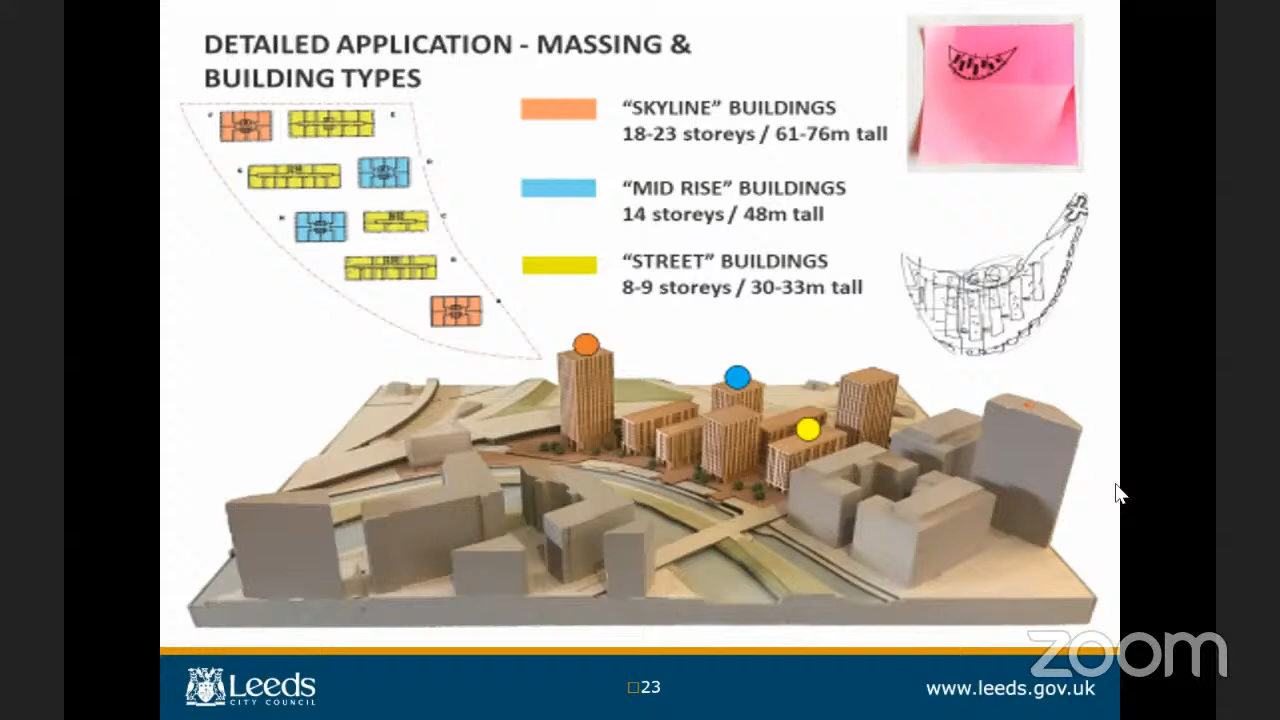 DETAILED APPLICATION - MASSING &
BUILDING TYPES
“SKYLINE” BUILDINGS
18-23 storeys / 61-76m tall
“MID RISE” BUILDINGS
14 storeys / 48m tall
“STREET” BUILDINGS
8-9 storeys / 30-33m tall
zoom
Leeds
CITY COUNCIL
23
www.leeds.gov.uk